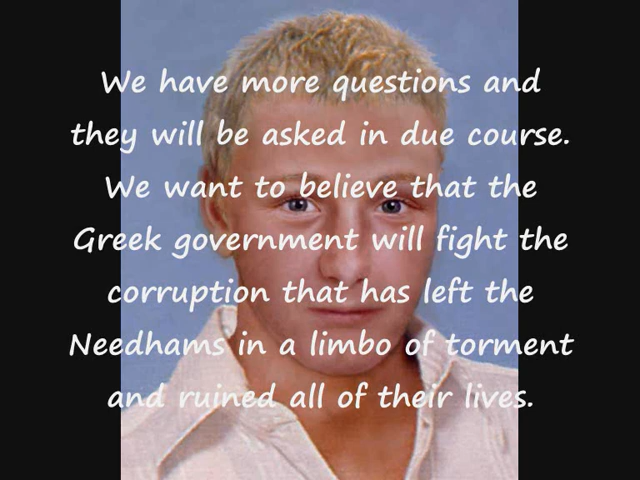 We have more questions and
they will be asked in due course.
We want to believe that the
Greek government will fight the
corruption that has left the
Needhams in a limbo of torment
and ruined all of their lives.